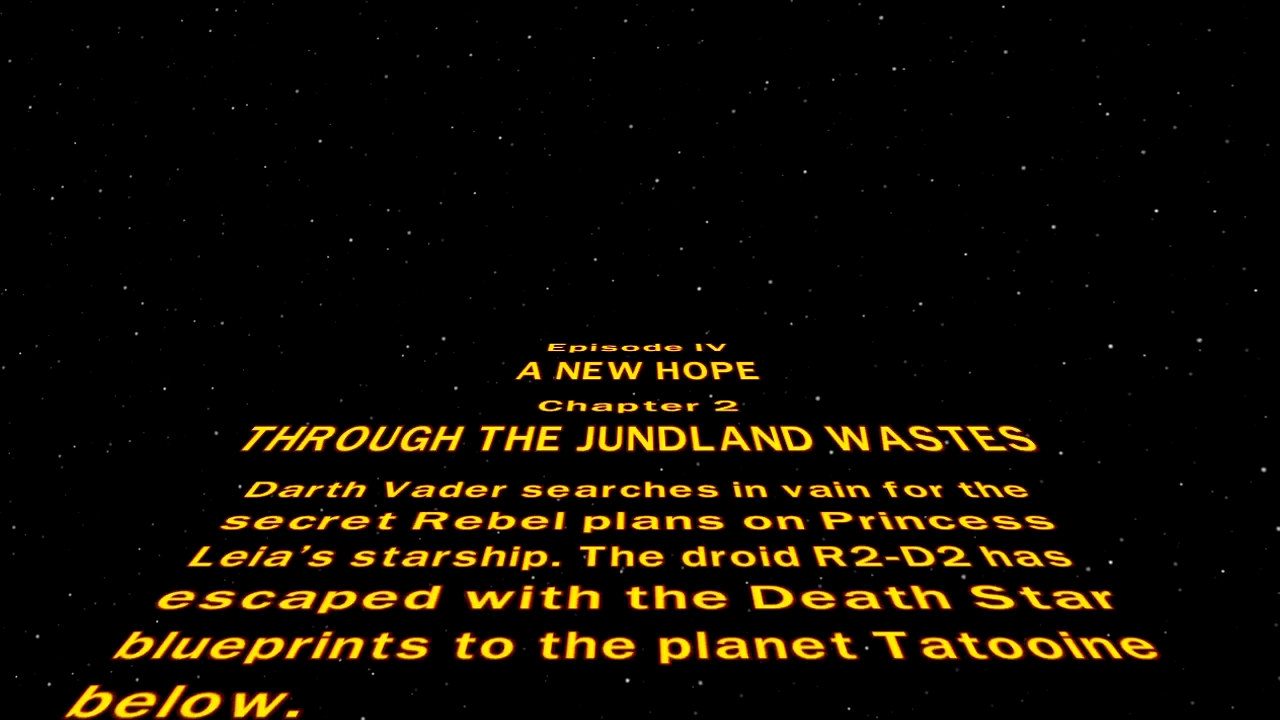 Episode IV
A NEW HOPE
Chapter 2
THROUGH THE JUNDLAND WASTES
Darth Vader searches in vain for the
secret Rebel plans on Princess
Leia’s starship. The droid R2-D2 has
escaped with the Death Star
blueprints to the planet Tatooine
below.